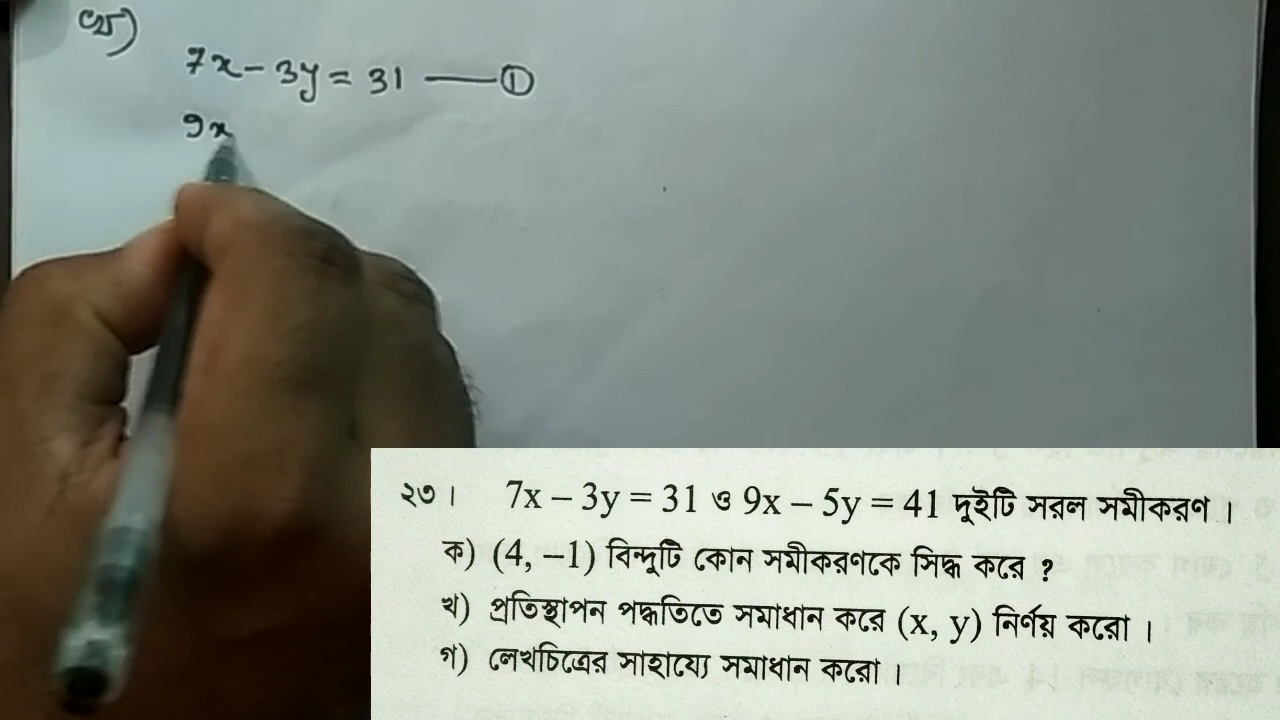 খ)
7x - 3y = 31 —— ①
9x
২৩। 7x – 3y = 31 ও 9x – 5y = 41 দুইটি সরল সমীকরণ।
ক) (4, –1) বিন্দুটি কোন সমীকরণকে সিদ্ধ করে ?
খ) প্রতিস্থাপন পদ্ধতিতে সমাধান করে (x, y) নির্ণয় করো।
গ) লেখচিত্রের সাহায্যে সমাধান করো।